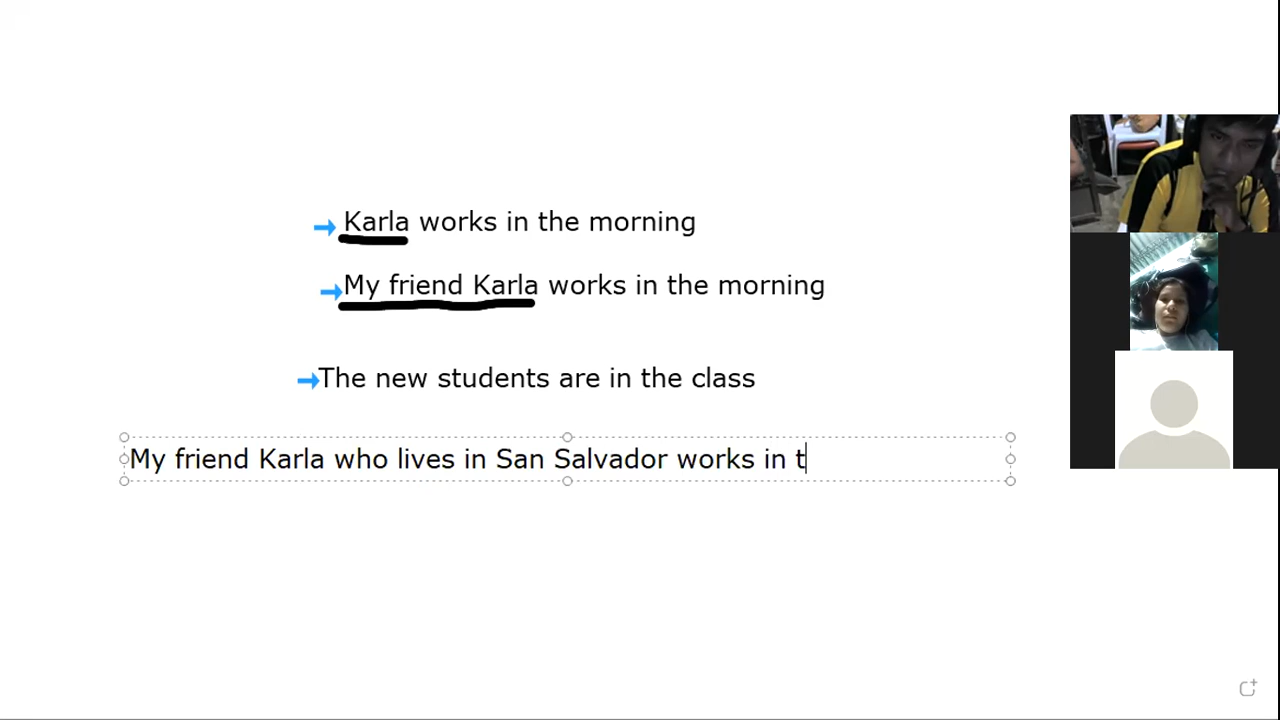 Karla works in the morning
My friend Karla works in the morning
The new students are in the class
My friend Karla who lives in San Salvador works in t